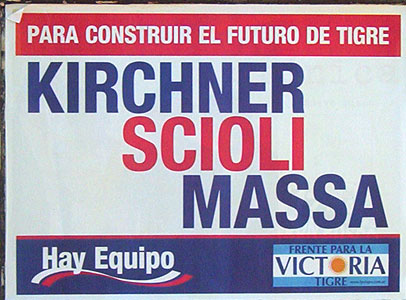 PARA CONSTRUIR EL FUTURO DE TIGRE
KIRCHNER
SCIOLI
MASSA
Hay Equipo
FRENTE PARA LA
VICTORIA
TIGRE